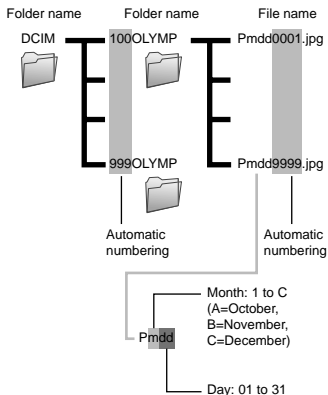 Folder name Folder name File name
DCIM 100OLYMP Pmdd0001.jpg
999OLYMP Pmdd9999.jpg
Automatic
numbering
Automatic
numbering
Month: 1 to C
(A=October,
B=November,
C=December)
Pmdd
Day: 01 to 31